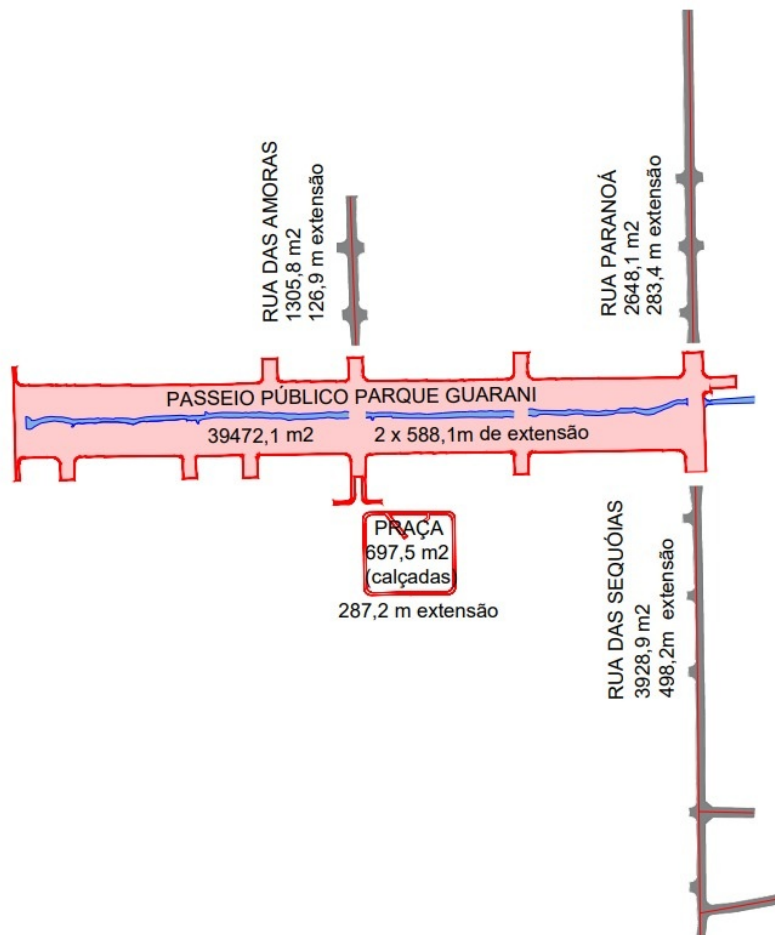 RUA DAS AMORAS
1305,8 m2
126,9 m extensão
RUA PARANOÁ
2648,1 m2
283,4 m extensão
PASSEIO PÚBLICO PARQUE GUARANI
39472,1 m2
2 x 588,1m de extensão
PRAÇA
697,5 m2
(calçadas)
287,2 m extensão
RUA DAS SEQUÓIAS
3928,9 m2
498,2m extensão